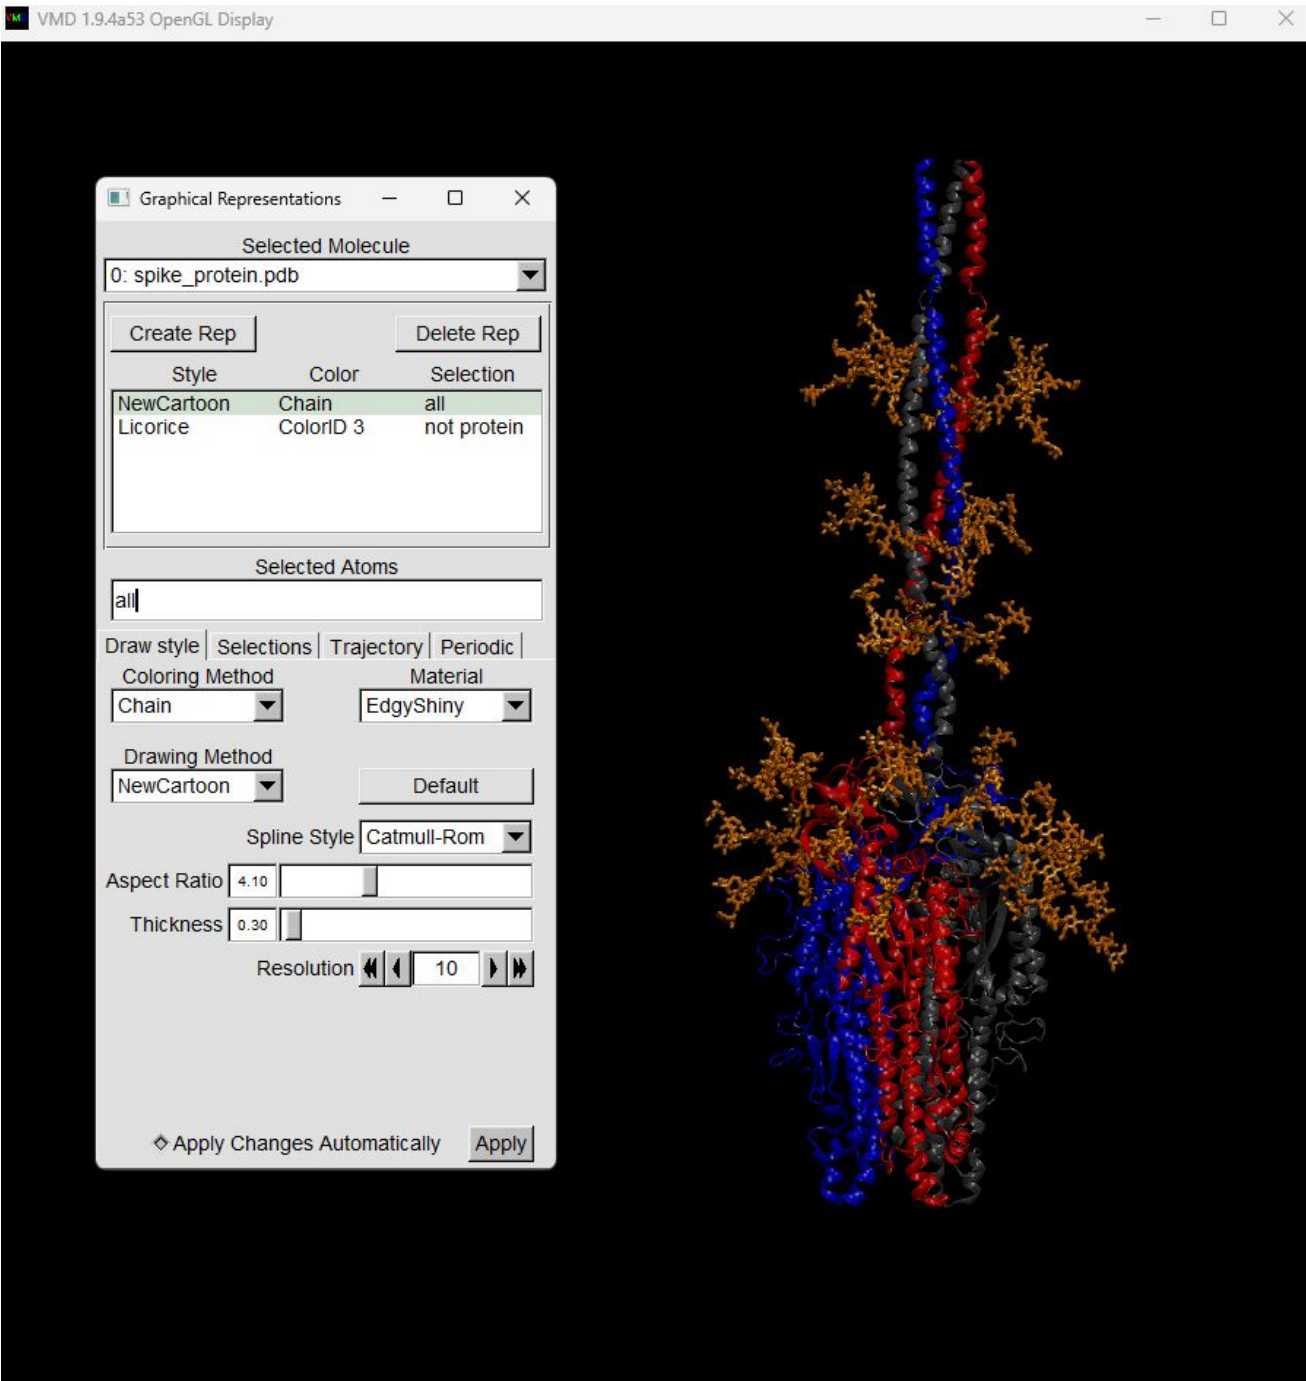 VMD 1.9.4a53 OpenGL Display
Graphical Representations
Selected Molecule
0: spike_protein.pdb
Create Rep Delete Rep
Style Color Selection
NewCartoon Chain all
Licorice ColorID 3 not protein
Selected Atoms
all
Draw style Selections Trajectory Periodic
Coloring Method Material
Chain EdgyShiny
Drawing Method
NewCartoon Default
Spline Style Catmull-Rom
Aspect Ratio 4.10
Thickness 0.30
Resolution 10
Apply Changes Automatically Apply